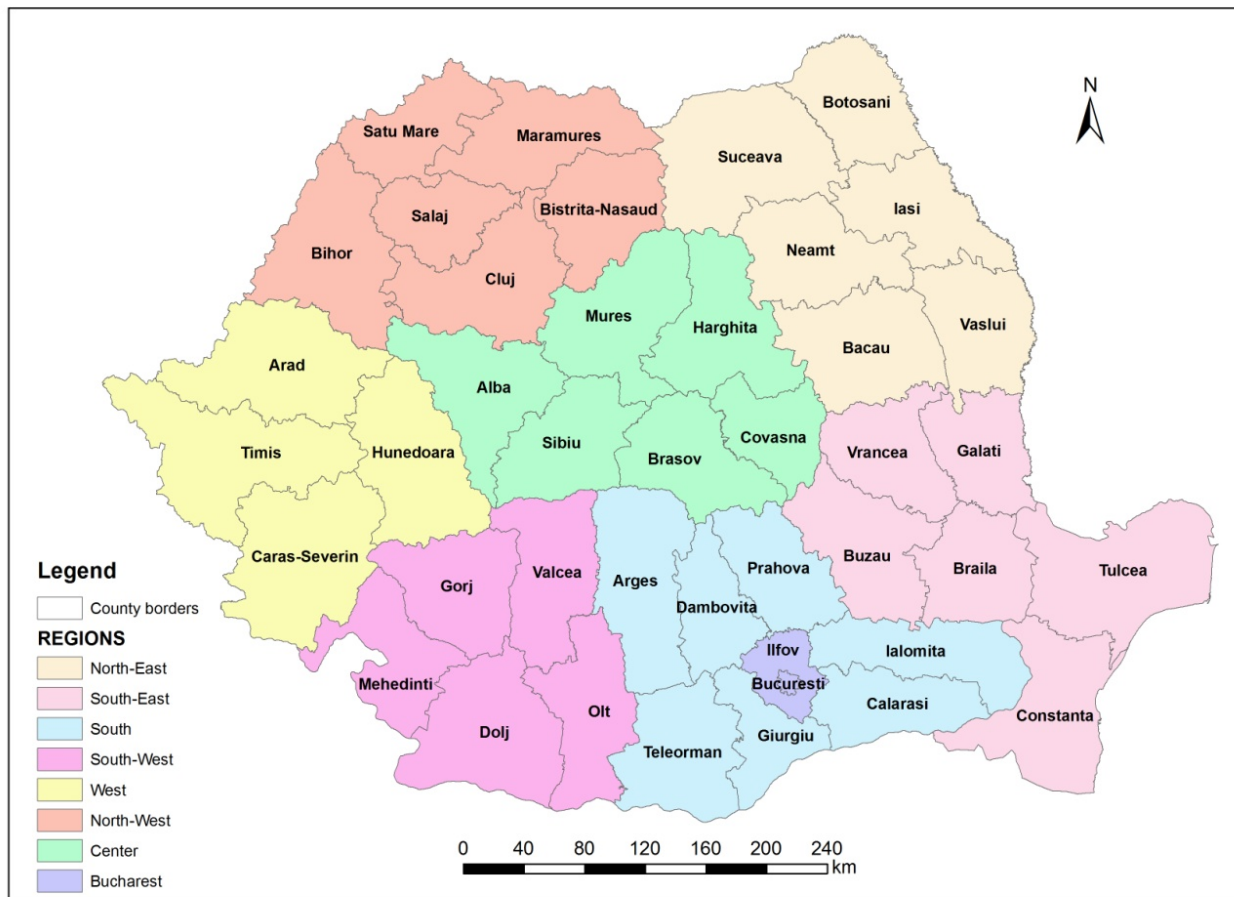 N
Botosani
Satu Mare
Maramures
Suceava
Salaj
Bistrita-Nasaud
Iasi
Bihor
Neamt
Cluj
Mures
Harghita
Vaslui
Bacau
Arad
Alba
Timis
Hunedoara
Sibiu
Brasov
Covasna
Vrancea
Galati
Caras-Severin
Gorj
Valcea
Arges
Prahova
Dambovita
Buzau
Braila
Tulcea
Ilfov
Ialomita
Bucuresti
Mehedinti
Olt
Dolj
Teleorman
Giurgiu
Calarasi
Constanta
Legend
County borders
REGIONS
North-East
South-East
South
South-West
West
North-West
Center
Bucharest
0 40 80 120 160 200 240
km